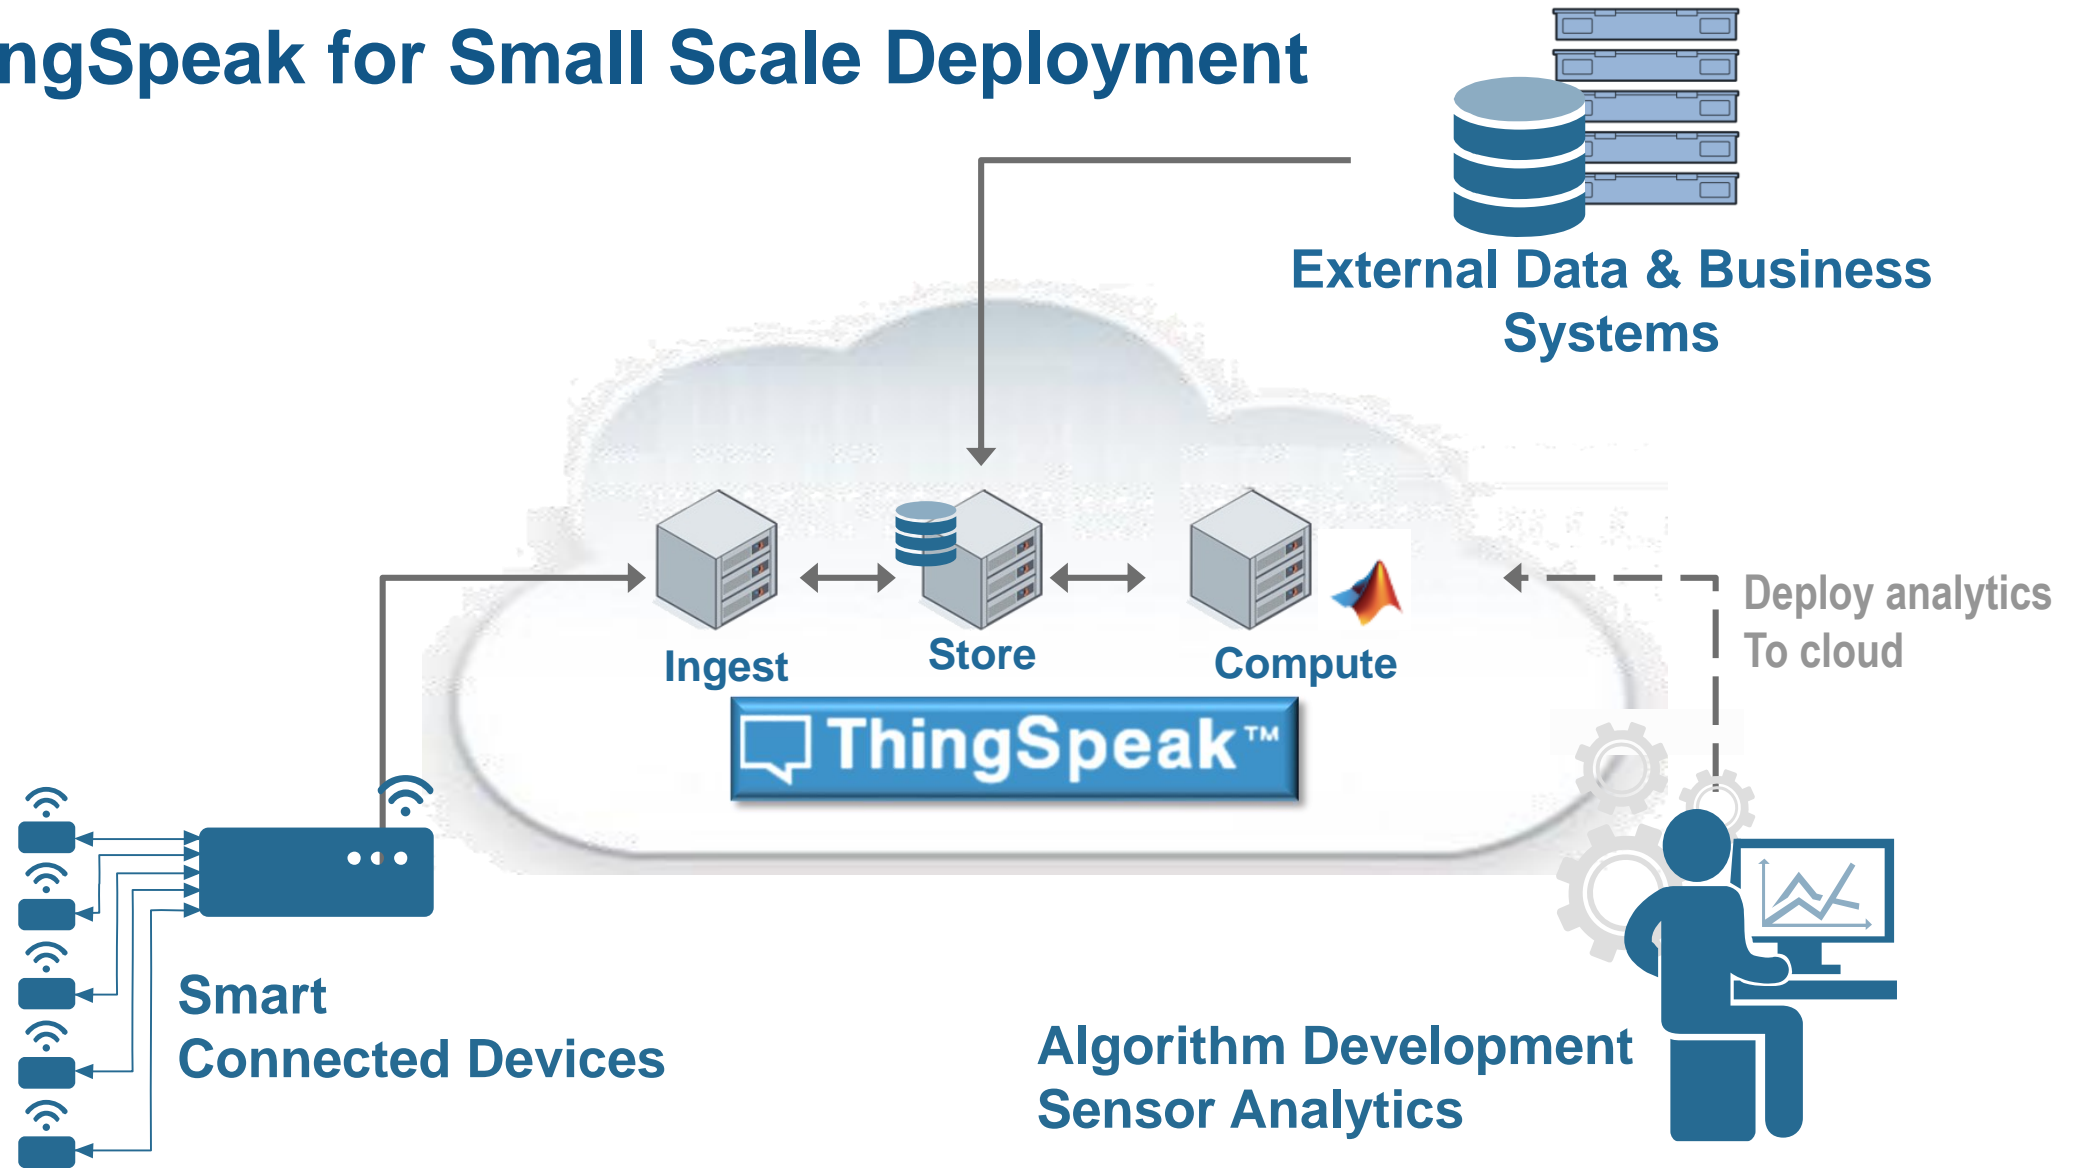 ngSpeak for Small Scale Deployment
External Data & Business
Systems
Deploy analytics
To cloud
Ingest
Store
Compute
ThingSpeak™
Smart
Connected Devices
Algorithm Development
Sensor Analytics